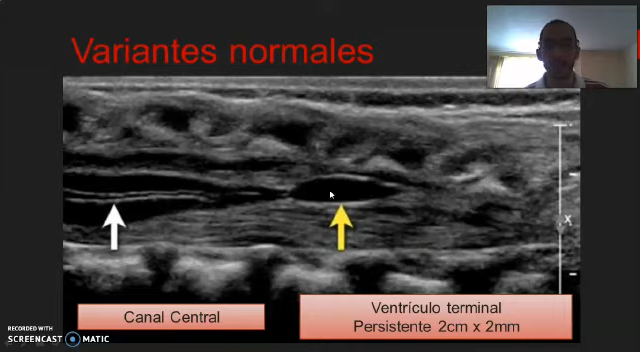 Variantes normales
X
Canal Central
Ventrículo terminal
Persistente 2cm x 2mm
RECORDED WITH
SCREENCAST MATIC